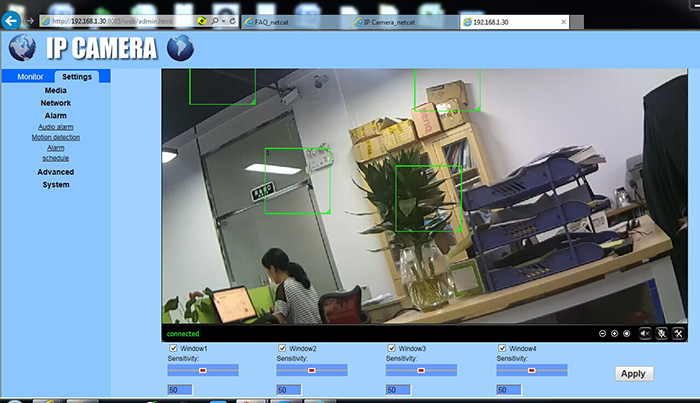 http://192.168.1.30:8085/web/admin.html
FAQ_netcat
IP Camera_netcat
192.168.1.30
IP CAMERA
Monitor
Settings
Media
Network
Alarm
Audio alarm
Motion detection
Alarm
schedule
Advanced
System
connected
Window1
Window2
Window3
Window4
Sensitivity:
Sensitivity:
Sensitivity:
Sensitivity:
50
50
50
50
Apply